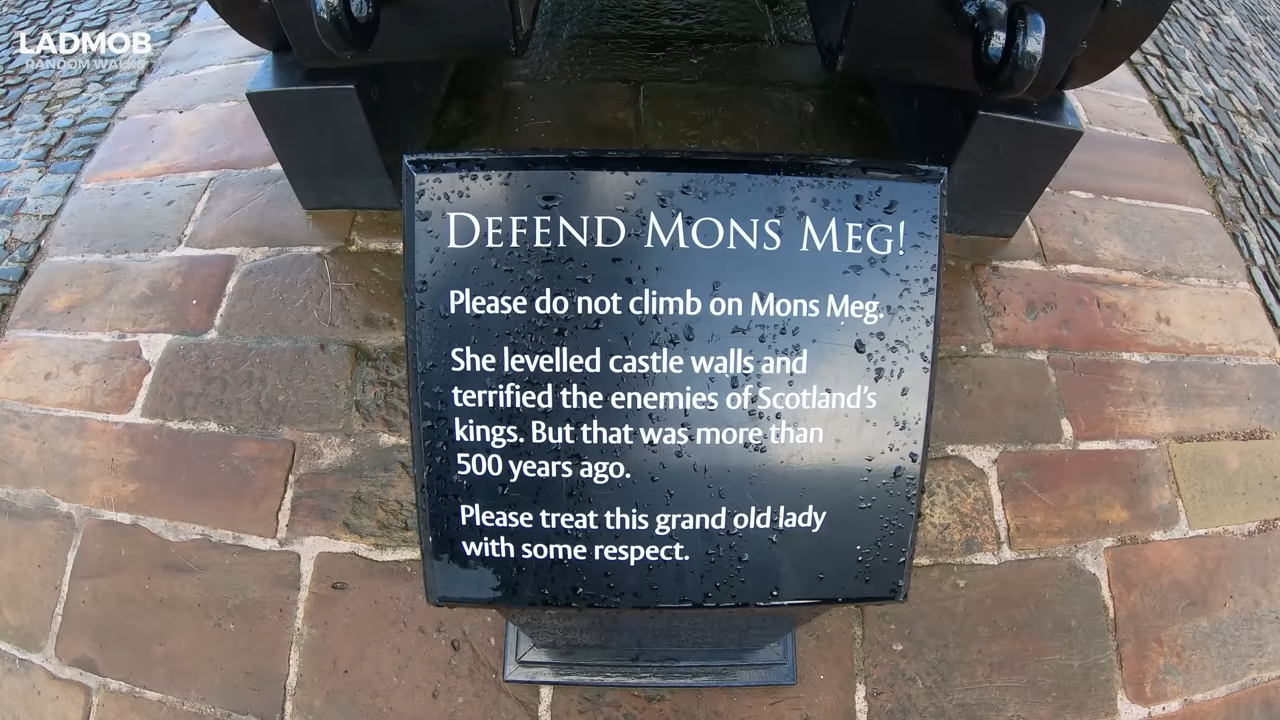 LADMOB
RANDOM WALKS
DEFEND MONS MEG!
Please do not climb on Mons Meg.
She levelled castle walls and
terrified the enemies of Scotland's
kings. But that was more than
500 years ago.
Please treat this grand old lady
with some respect.